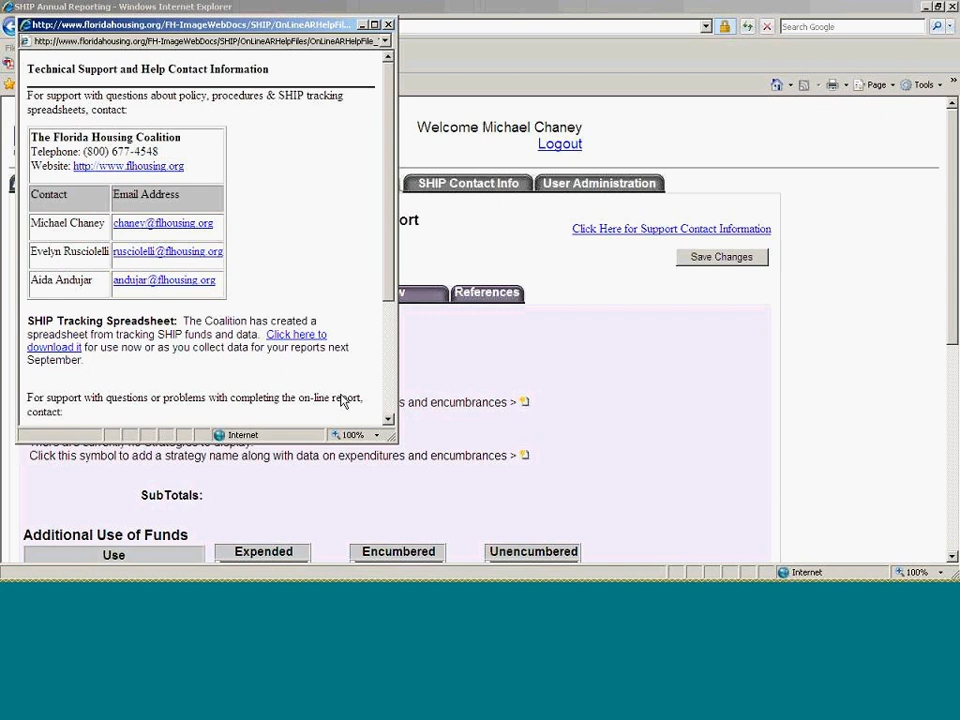 SHIP Annual Reporting - Windows Internet Explorer
http://www.floridahousing.org/FH-ImageWebDocs/SHIP/OnLineARHelpFil...
http://www.floridahousing.org/FH-ImageWebDocs/SHIP/OnLineARHelpFiles/OnLineARHelpFile_
Search Google
Page
Tools
Technical Support and Help Contact Information
For support with questions about policy, procedures & SHIP tracking
spreadsheets, contact:
The Florida Housing Coalition
Telephone: (800) 677-4548
Website: http://www.flhousing.org
Contact Email Address
Michael Chaney chaney@flhousing.org
Evelyn Rusciolelli rusciolelli@flhousing.org
Aida Andujar andujar@flhousing.org
SHIP Tracking Spreadsheet: The Coalition has created a
spreadsheet from tracking SHIP funds and data. Click here to
download it for use now or as you collect data for your reports next
September.
For support with questions or problems with completing the on-line report,
contact:
Internet 100%
Welcome Michael Chaney
Logout
SHIP Contact Info User Administration
ort
Click Here for Support Contact Information
Save Changes
w References
s and encumbrances >
Click this symbol to add a strategy name along with data on expenditures and encumbrances >
SubTotals:
Additional Use of Funds
Use Expended Encumbered Unencumbered
Internet 100%